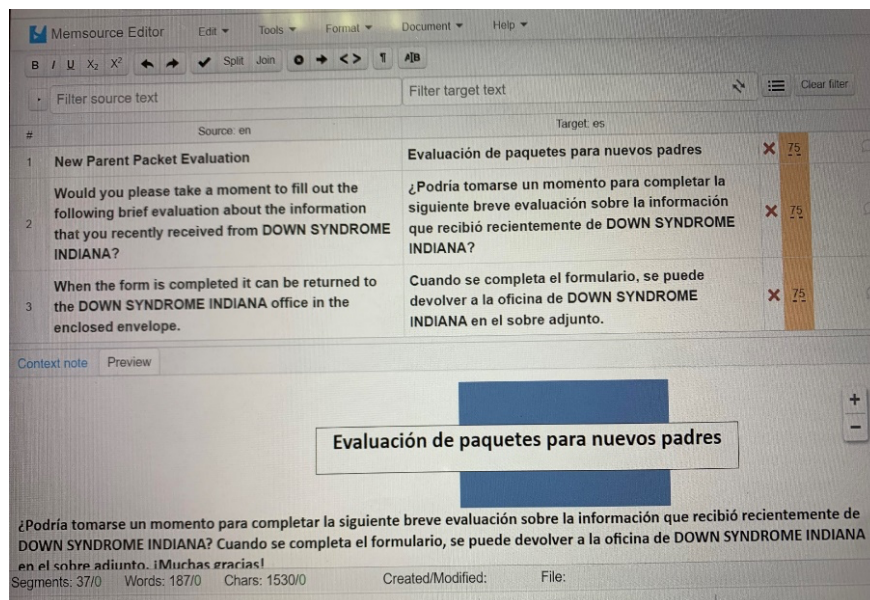 Memsource Editor Edit Tools Format Document Help
B I U X₂ X² Split Join < > ¶ A|B
Filter source text Filter target text Clear filter
# Source: en Target: es
1 New Parent Packet Evaluation Evaluación de paquetes para nuevos padres 75
2 Would you please take a moment to fill out the
following brief evaluation about the information
that you recently received from DOWN SYNDROME
INDIANA?
¿Podría tomarse un momento para completar la
siguiente breve evaluación sobre la información
que recibió recientemente de DOWN SYNDROME
INDIANA?
75
3 When the form is completed it can be returned to
the DOWN SYNDROME INDIANA office in the
enclosed envelope.
Cuando se completa el formulario, se puede
devolver a la oficina de DOWN SYNDROME
INDIANA en el sobre adjunto.
75
Context note Preview
+
−
Evaluación de paquetes para nuevos padres
¿Podría tomarse un momento para completar la siguiente breve evaluación sobre la información que recibió recientemente de
DOWN SYNDROME INDIANA? Cuando se completa el formulario, se puede devolver a la oficina de DOWN SYNDROME INDIANA
en el sobre adjunto. ¡Muchas gracias!
Segments: 37/0 Words: 187/0 Chars: 1530/0 Created/Modified: File: